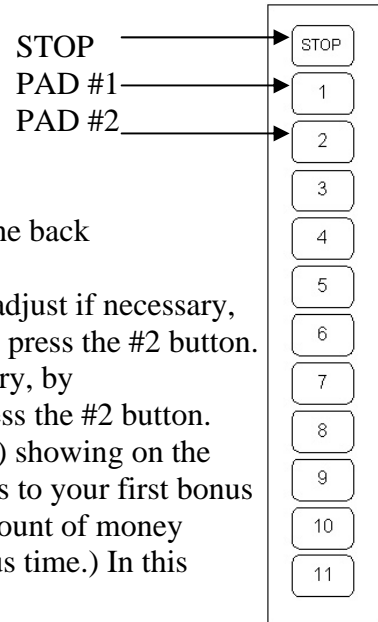 STOP
PAD #1
PAD #2
ne back
adjust if necessary,
press the #2 button.
ry, by
ess the #2 button.
) showing on the
s to your first bonus
ount of money
us time.) In this
STOP
1
2
3
4
5
6
7
8
9
10
11